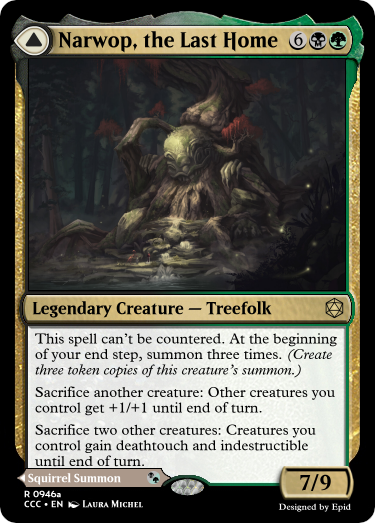 Narwop, the Last Home 6
Legendary Creature — Treefolk
This spell can't be countered. At the beginning
of your end step, summon three times. (Create
three token copies of this creature's summon.)
Sacrifice another creature: Other creatures you
control get +1/+1 until end of turn.
Sacrifice two other creatures: Creatures you
control gain deathtouch and indestructible
until end of turn.
Squirrel Summon
7/9
R 0946a
CCC • EN Laura Michel
Designed by Epid